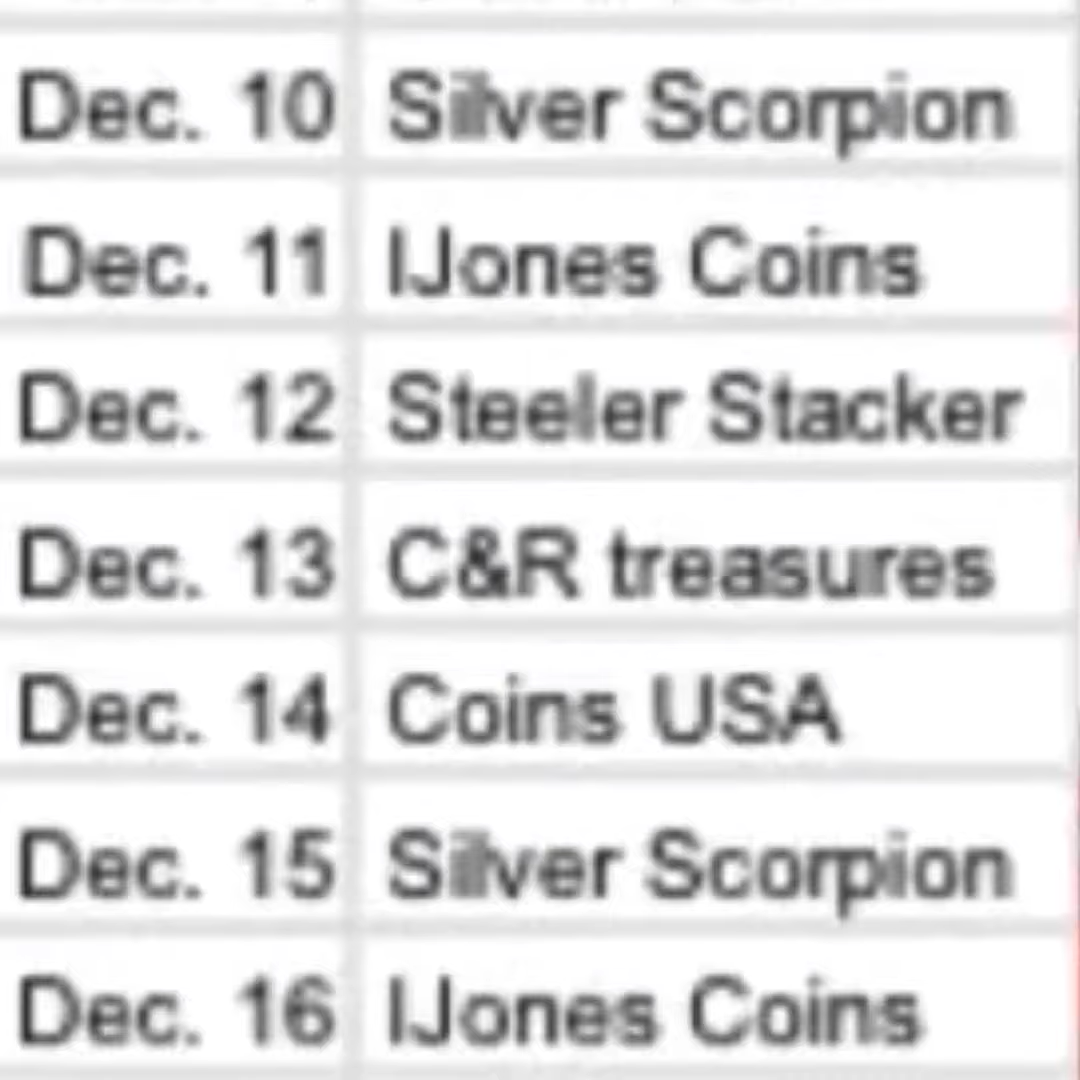 Dec. 10 Silver Scorpion
Dec. 11 IJones Coins
Dec. 12 Steeler Stacker
Dec. 13 C&R treasures
Dec. 14 Coins USA
Dec. 15 Silver Scorpion
Dec. 16 IJones Coins